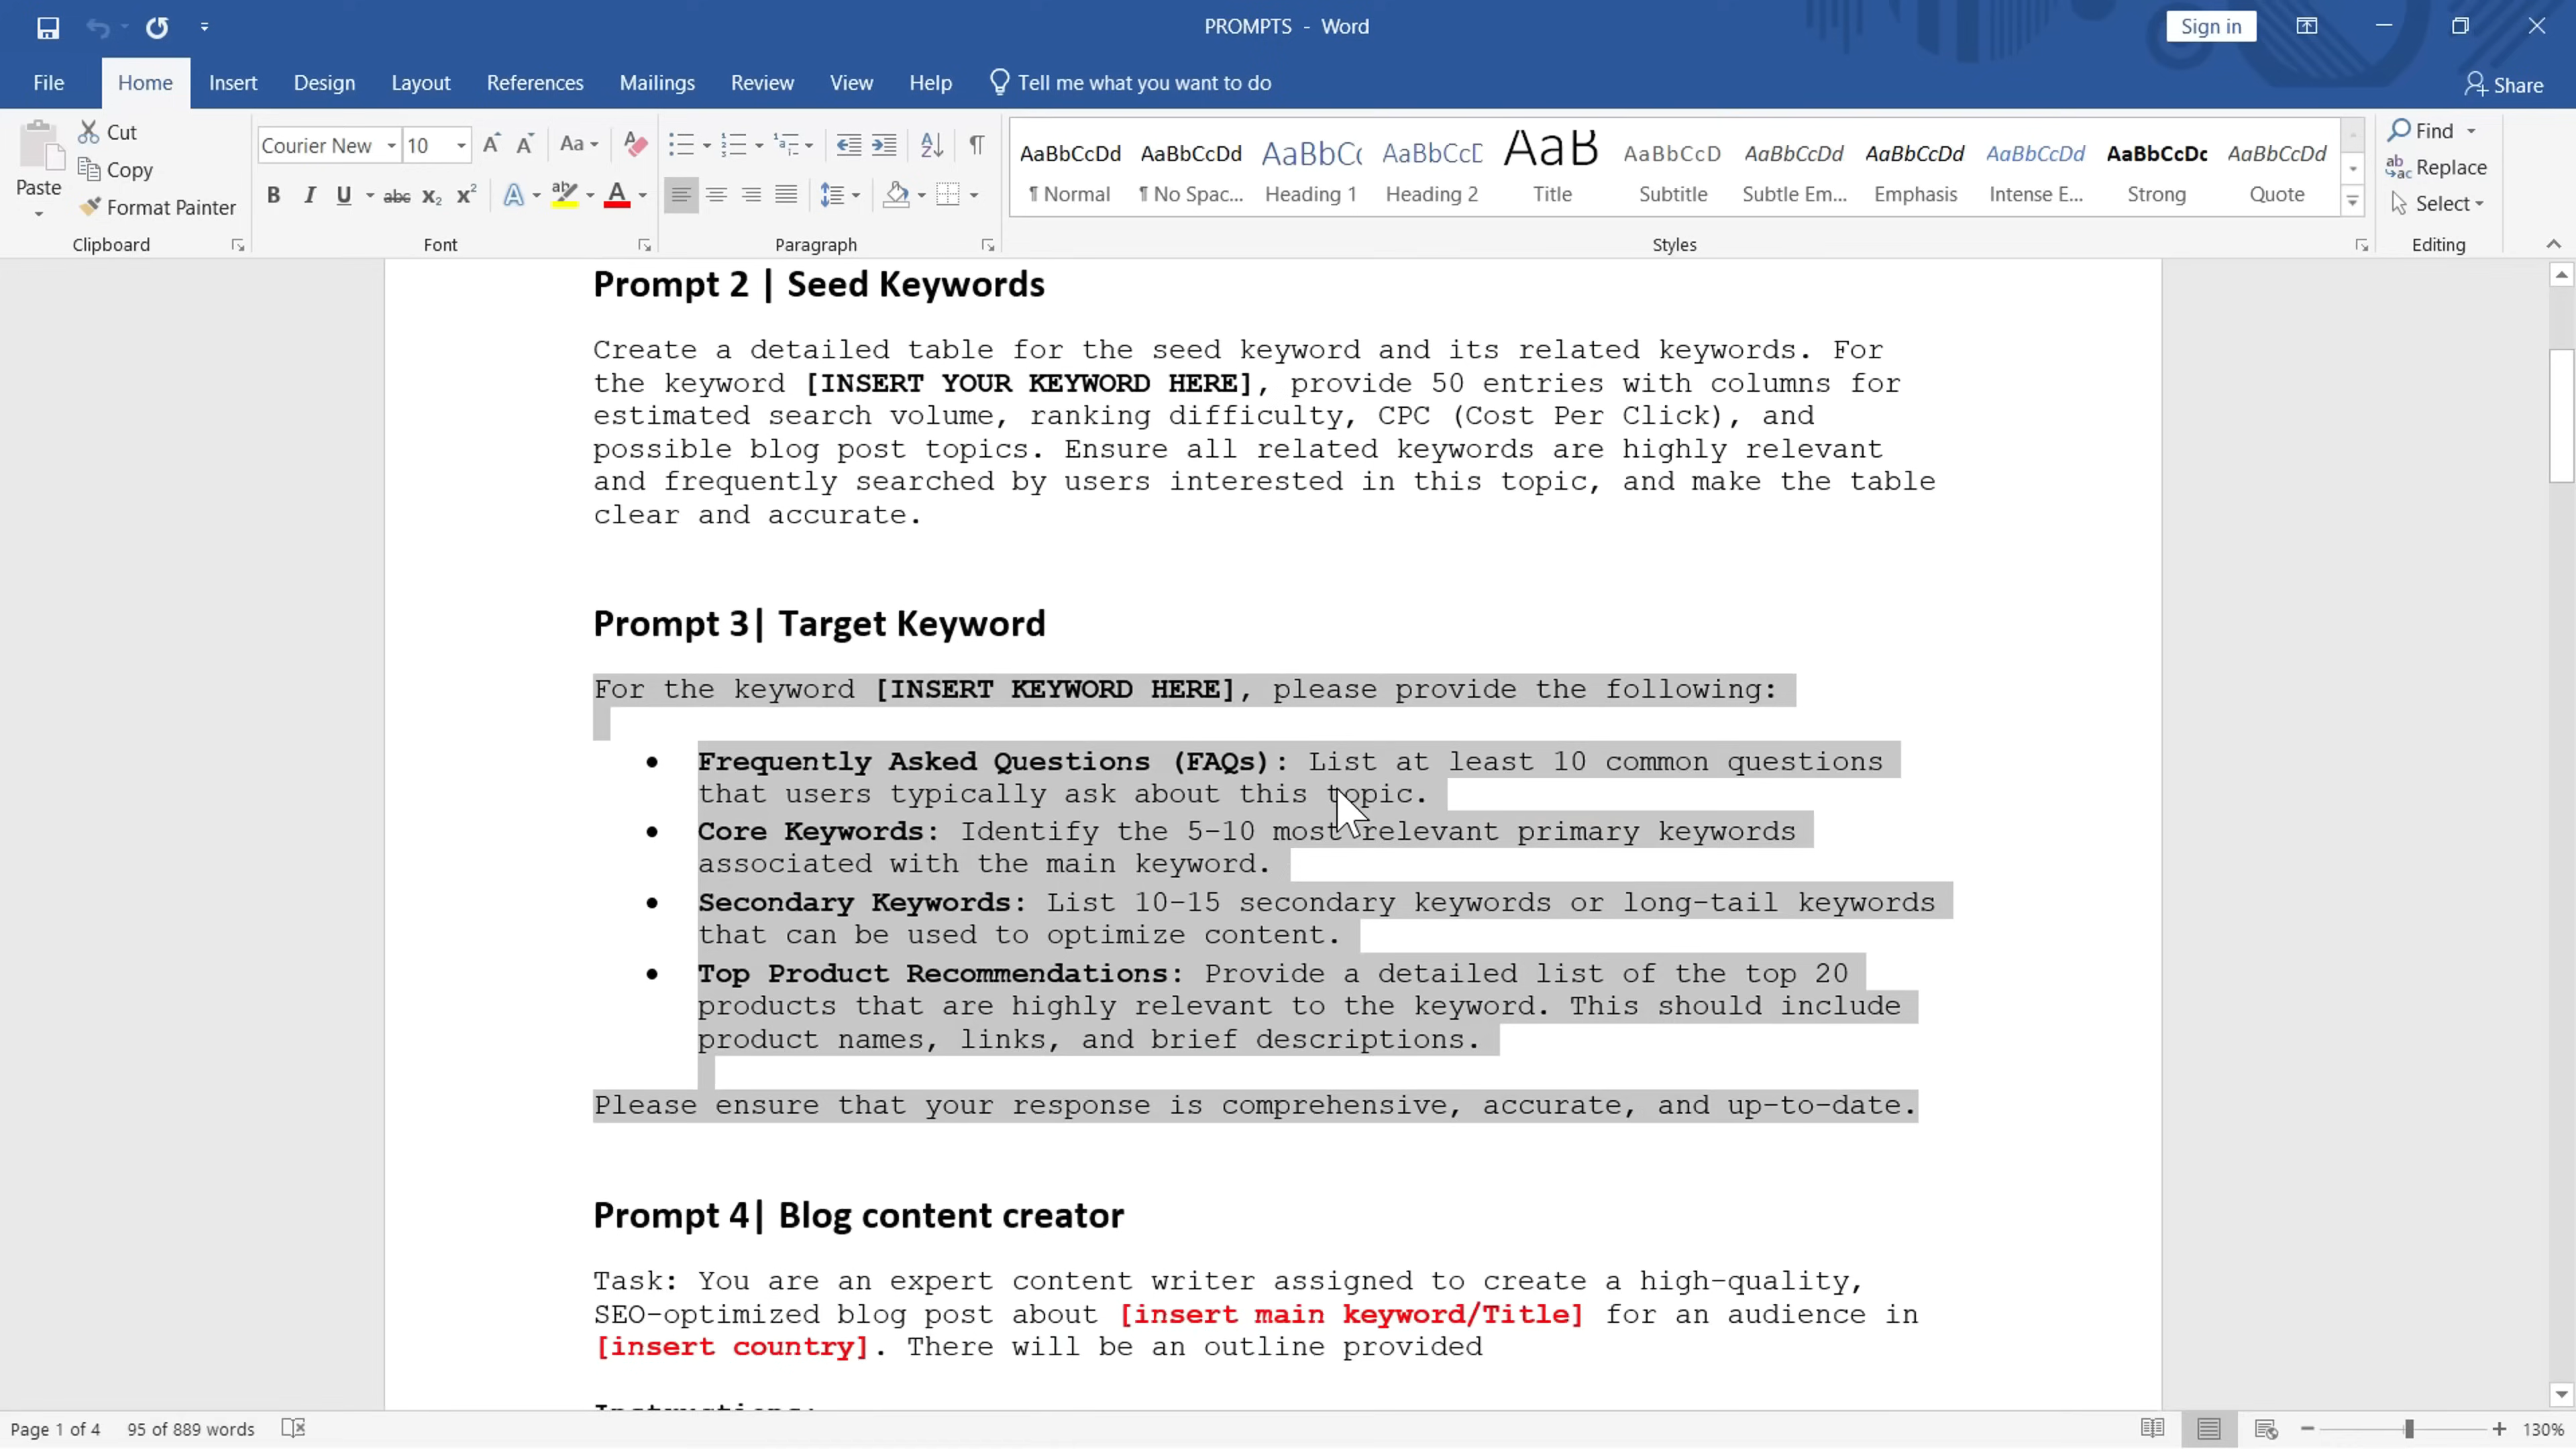 PROMPTS - Word
Sign in
File Home Insert Design Layout References Mailings Review View Help Tell me what you want to do Share
Paste
Cut
Copy
Format Painter
Clipboard
Courier New 10
Font
Paragraph
AaBbCcDd AaBbCcDd AaBbCc AaBbCcD AaB AaBbCcD AaBbCcDd AaBbCcDd AaBbCcDd AaBbCcDc AaBbCcDd
¶ Normal ¶ No Spac... Heading 1 Heading 2 Title Subtitle Subtle Em... Emphasis Intense E... Strong Quote
Styles
Find
Replace
Select
Editing
Prompt 2 | Seed Keywords
Create a detailed table for the seed keyword and its related keywords. For
the keyword [INSERT YOUR KEYWORD HERE], provide 50 entries with columns for
estimated search volume, ranking difficulty, CPC (Cost Per Click), and
possible blog post topics. Ensure all related keywords are highly relevant
and frequently searched by users interested in this topic, and make the table
clear and accurate.
Prompt 3| Target Keyword
For the keyword [INSERT KEYWORD HERE], please provide the following:
• Frequently Asked Questions (FAQs): List at least 10 common questions
that users typically ask about this topic.
• Core Keywords: Identify the 5-10 most relevant primary keywords
associated with the main keyword.
• Secondary Keywords: List 10-15 secondary keywords or long-tail keywords
that can be used to optimize content.
• Top Product Recommendations: Provide a detailed list of the top 20
products that are highly relevant to the keyword. This should include
product names, links, and brief descriptions.
Please ensure that your response is comprehensive, accurate, and up-to-date.
Prompt 4| Blog content creator
Task: You are an expert content writer assigned to create a high-quality,
SEO-optimized blog post about [insert main keyword/Title] for an audience in
[insert country]. There will be an outline provided
Instructions:
Page 1 of 4 95 of 889 words 130%